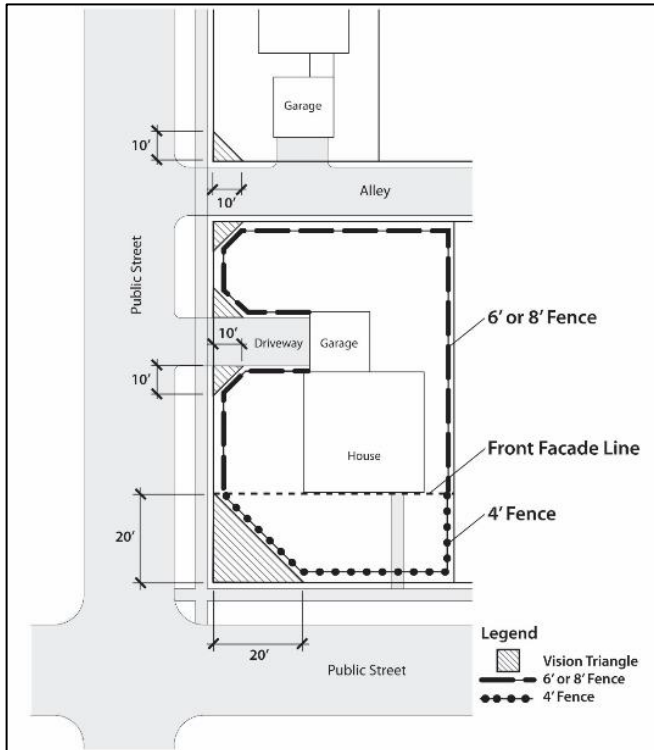 Garage
10'
10'
Alley
Public Street
6' or 8' Fence
10'
Driveway
Garage
10'
House
Front Facade Line
4' Fence
20'
20'
Public Street
Legend
Vision Triangle
6' or 8' Fence
4' Fence